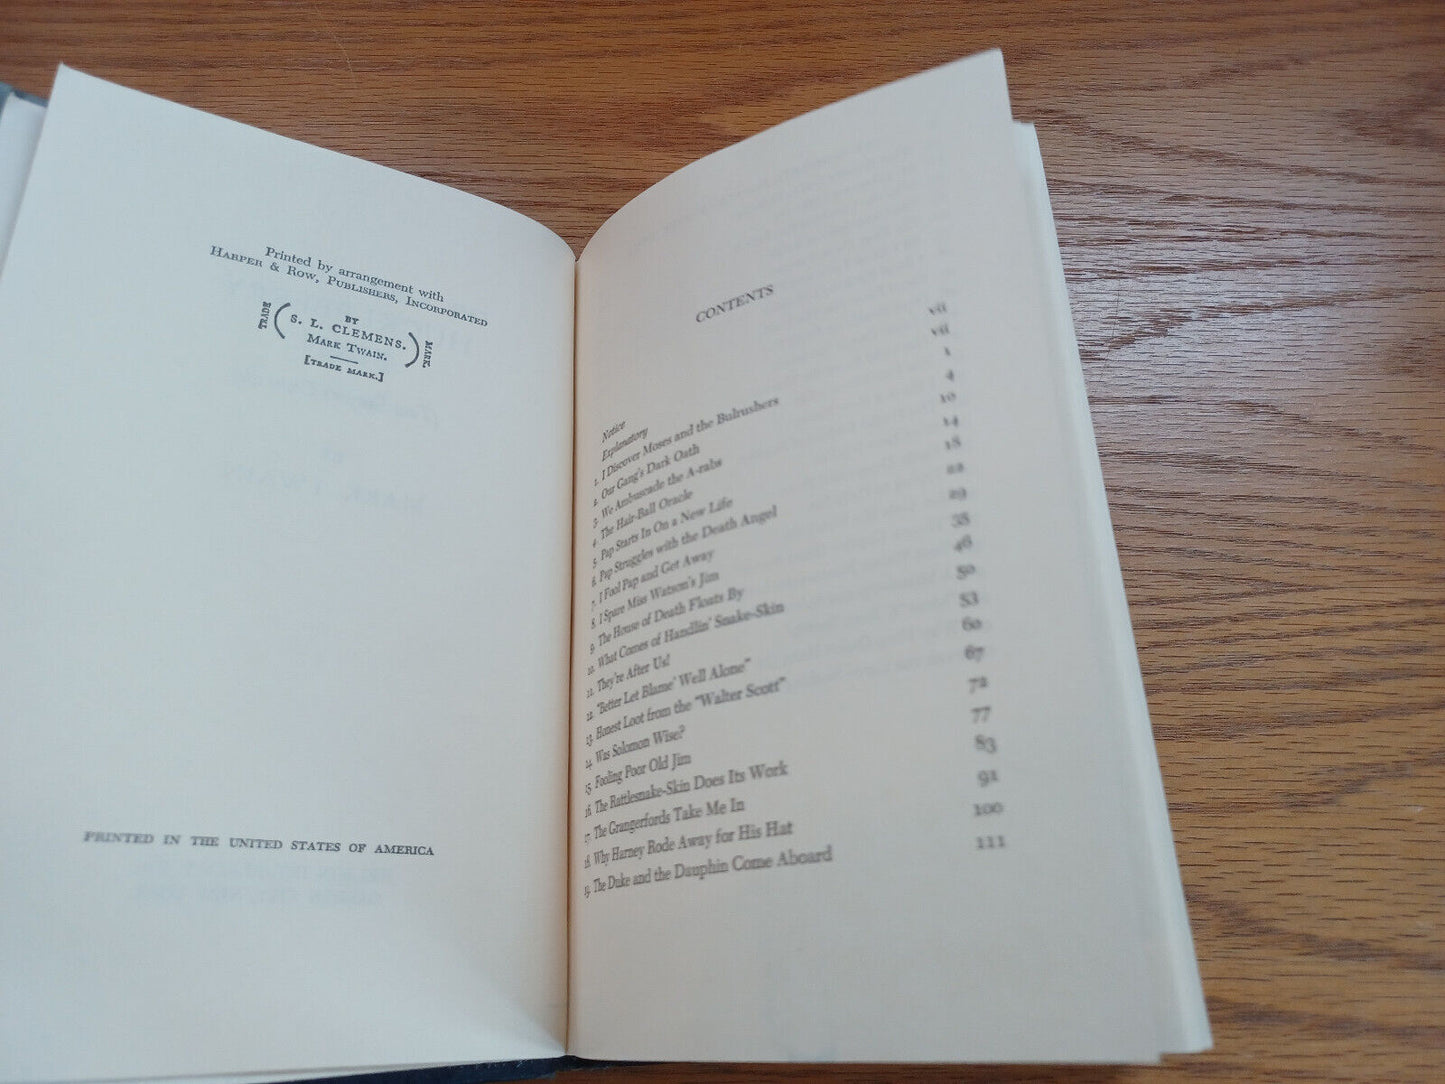 Printed by arrangement with
HARPER & ROW, PUBLISHERS, INCORPORATED
TRADE
BY
S. L. CLEMENS.
MARK TWAIN.
MARK.
[TRADE MARK.]
PRINTED IN THE UNITED STATES OF AMERICA
CONTENTS
Notice vii
Explanatory vii
1. I Discover Moses and the Bulrushers 1
2. Our Gang's Dark Oath 4
3. We Ambuscade the A-rabs 10
4. The Hair-Ball Oracle 14
5. Pap Starts In On a New Life 18
6. Pap Struggles with the Death Angel 22
7. I Fool Pap and Get Away 29
8. I Spare Miss Watson's Jim 35
9. The House of Death Floats By 46
10. What Comes of Handlin' Snake-Skin 50
11. They're After Us! 53
12. "Better Let Blame' Well Alone" 60
13. Honest Loot from the "Walter Scott" 67
14. Was Solomon Wise? 72
15. Fooling Poor Old Jim 77
16. The Rattlesnake-Skin Does Its Work 83
17. The Grangerfords Take Me In 91
18. Why Harney Rode Away for His Hat 100
19. The Duke and the Dauphin Come Aboard 111